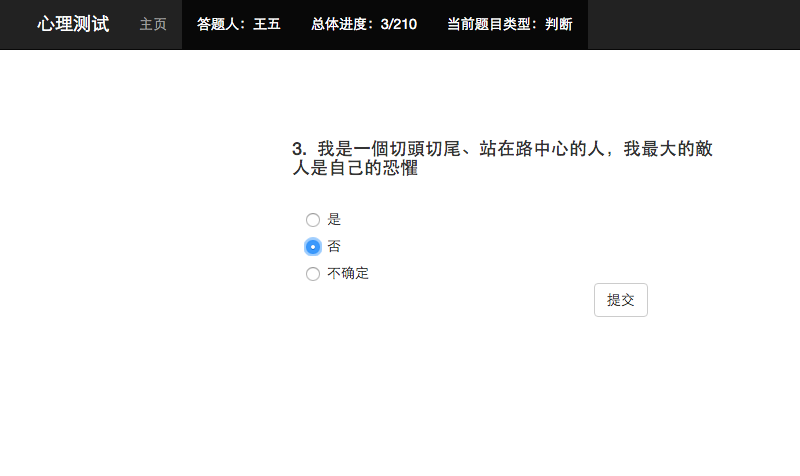 心理测试 主页 答题人：王五 总体进度：3/210 当前题目类型：判断
3. 我是一個切頭切尾、站在路中心的人，我最大的敵
人是自己的恐懼
是
否
不确定
提交